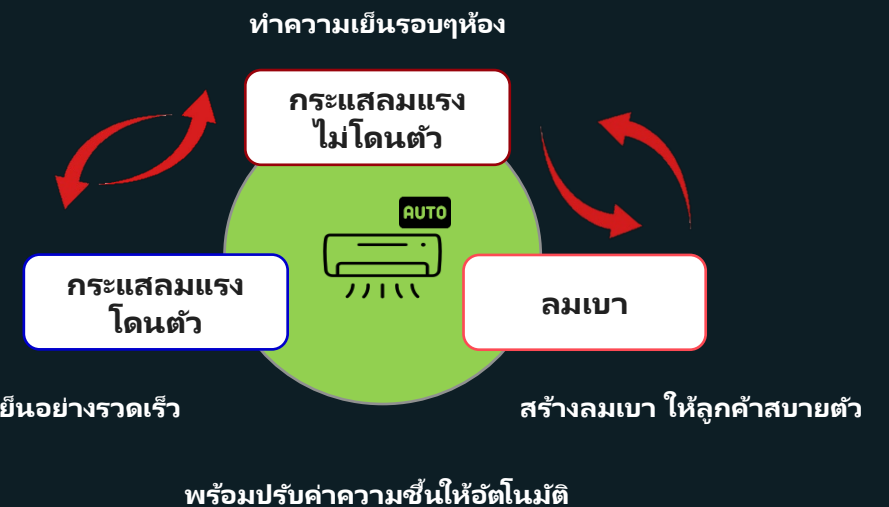 ทำความเย็นรอบๆห้อง
กระแสลมแรง
ไม่โดนตัว
AUTO
กระแสลมแรง
โดนตัว
ลมเบา
ย็นอย่างรวดเร็ว
สร้างลมเบา ให้ลูกค้าสบายตัว
พร้อมปรับค่าความชื้นให้อัตโนมัติ